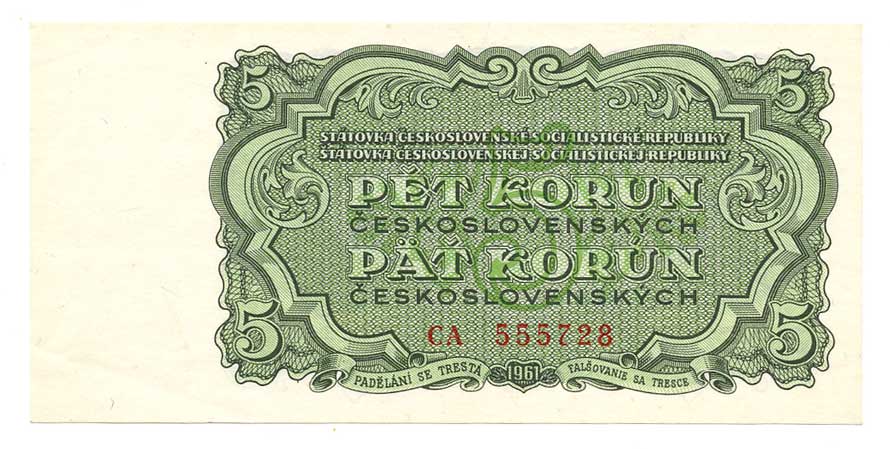 5 5
STÁTOVKA ČESKOSLOVENSKÉ SOCIALISTICKÉ REPUBLIKY
ŠTÁTOVKA ČESKOSLOVENSKEJ SOCIALISTICKEJ REPUBLIKY
PĚT KORUN
ČESKOSLOVENSKÝCH
PÄŤ KORÚN
ČESKOSLOVENSKÝCH
5 CA 555728 5
PADĚLÁNÍ SE TRESTÁ 1961 FALŠOVANIE SA TRESCE